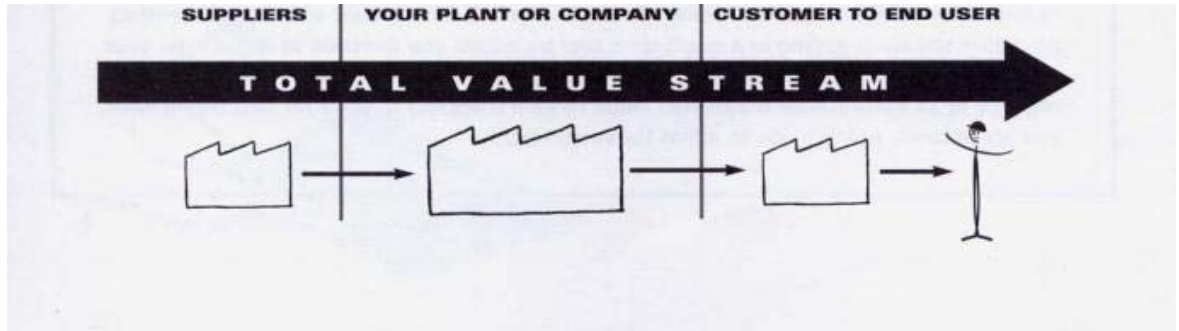 SUPPLIERS YOUR PLANT OR COMPANY CUSTOMER TO END USER
TOTAL VALUE STREAM